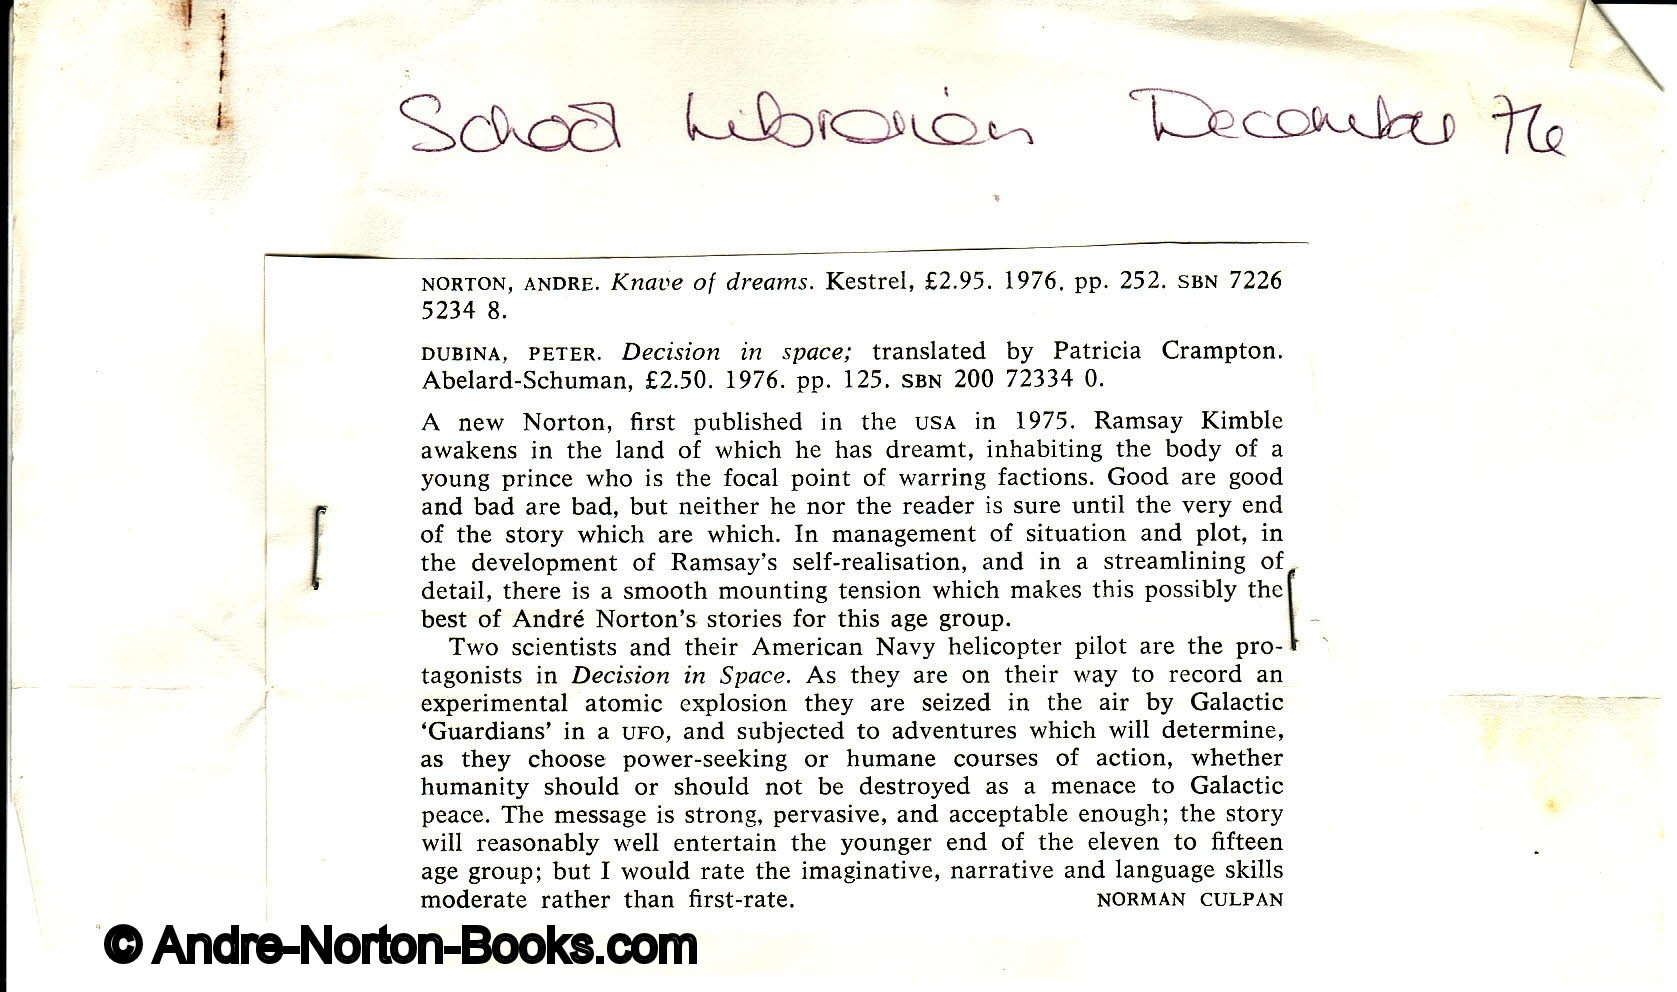 School Librarian December 76
NORTON, ANDRE. Knave of dreams. Kestrel, £2.95. 1976. pp. 252. SBN 7226
5234 8.
DUBINA, PETER. Decision in space; translated by Patricia Crampton.
Abelard-Schuman, £2.50. 1976. pp. 125. SBN 200 72334 0.
A new Norton, first published in the USA in 1975. Ramsay Kimble
awakens in the land of which he has dreamt, inhabiting the body of a
young prince who is the focal point of warring factions. Good are good
and bad are bad, but neither he nor the reader is sure until the very end
of the story which are which. In management of situation and plot, in
the development of Ramsay's self-realisation, and in a streamlining of
detail, there is a smooth mounting tension which makes this possibly the
best of André Norton's stories for this age group.
Two scientists and their American Navy helicopter pilot are the pro-
tagonists in Decision in Space. As they are on their way to record an
experimental atomic explosion they are seized in the air by Galactic
‘Guardians’ in a UFO, and subjected to adventures which will determine,
as they choose power-seeking or humane courses of action, whether
humanity should or should not be destroyed as a menace to Galactic
peace. The message is strong, pervasive, and acceptable enough; the story
will reasonably well entertain the younger end of the eleven to fifteen
age group; but I would rate the imaginative, narrative and language skills
moderate rather than first-rate. NORMAN CULPAN
© Andre-Norton-Books.com